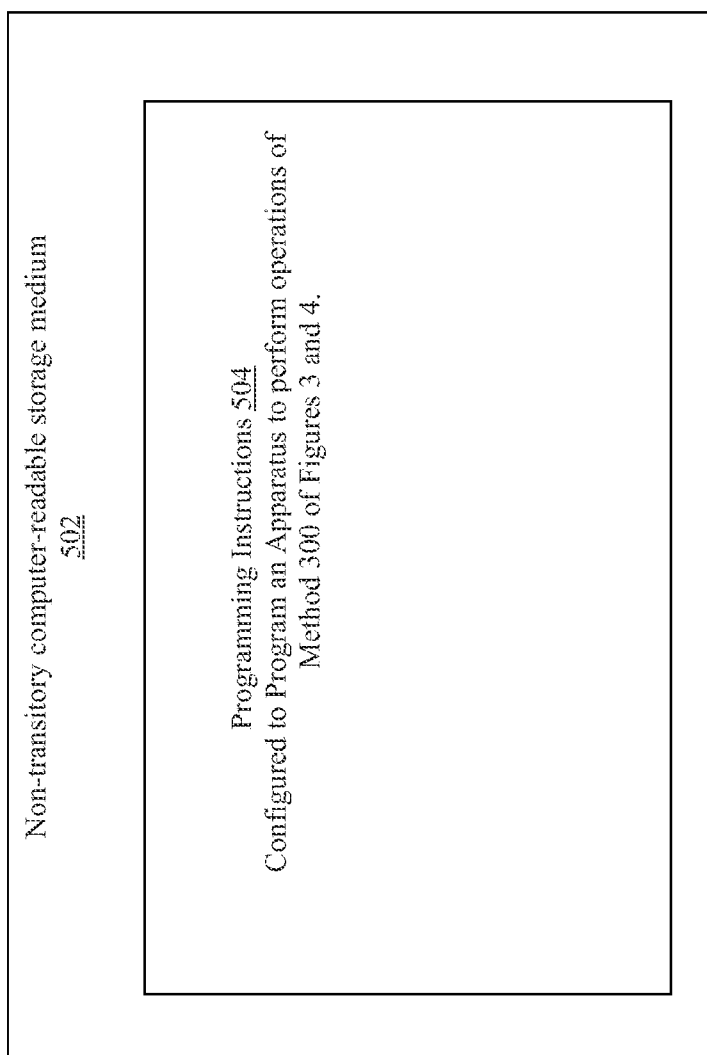 Non-transitory computer-readable storage medium
502
Programming Instructions 504
Configured to Program an Apparatus to perform operations of
Method 300 of Figures 3 and 4.